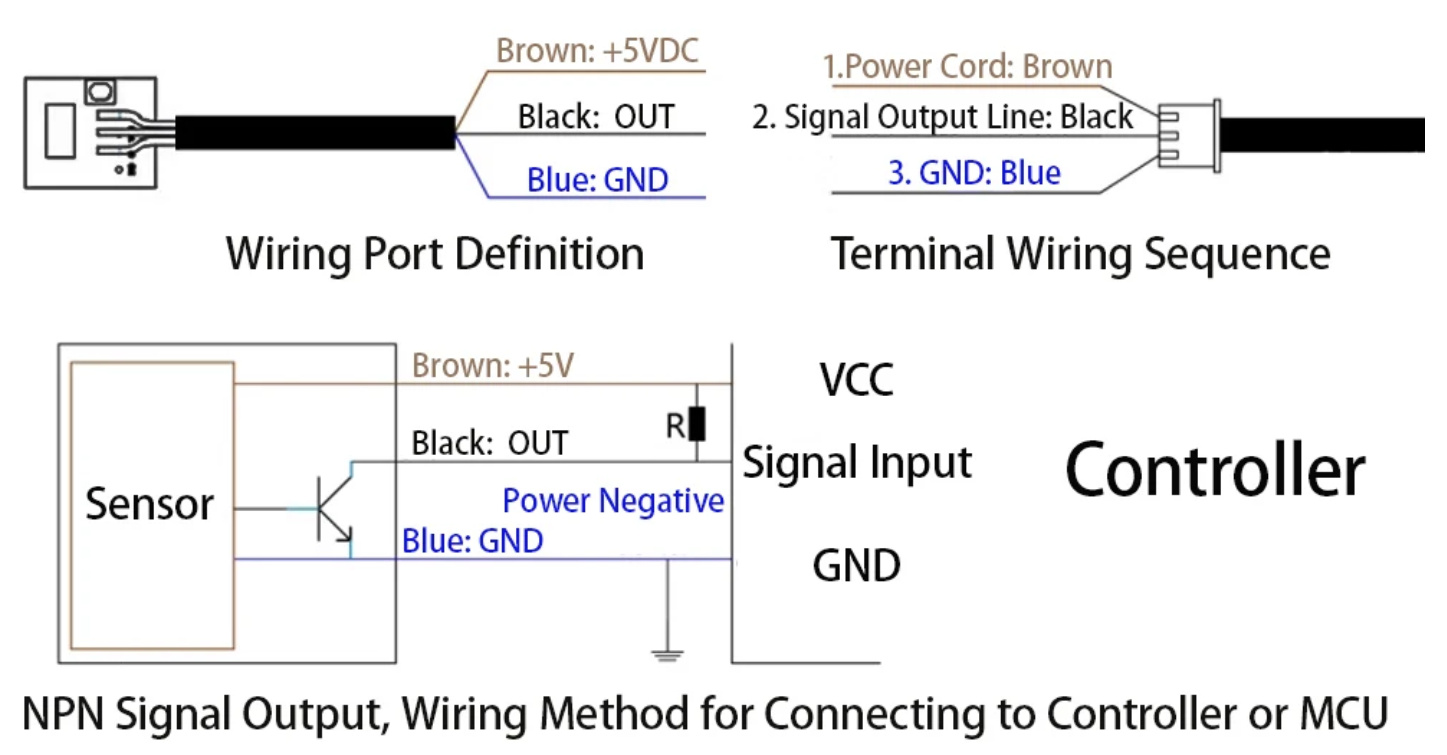 Brown: +5VDC
Black: OUT
Blue: GND
Wiring Port Definition
1.Power Cord: Brown
2. Signal Output Line: Black
3. GND: Blue
Terminal Wiring Sequence
Sensor
Brown: +5V
R
Black: OUT
Power Negative
Blue: GND
VCC
Signal Input
GND
Controller
NPN Signal Output, Wiring Method for Connecting to Controller or MCU